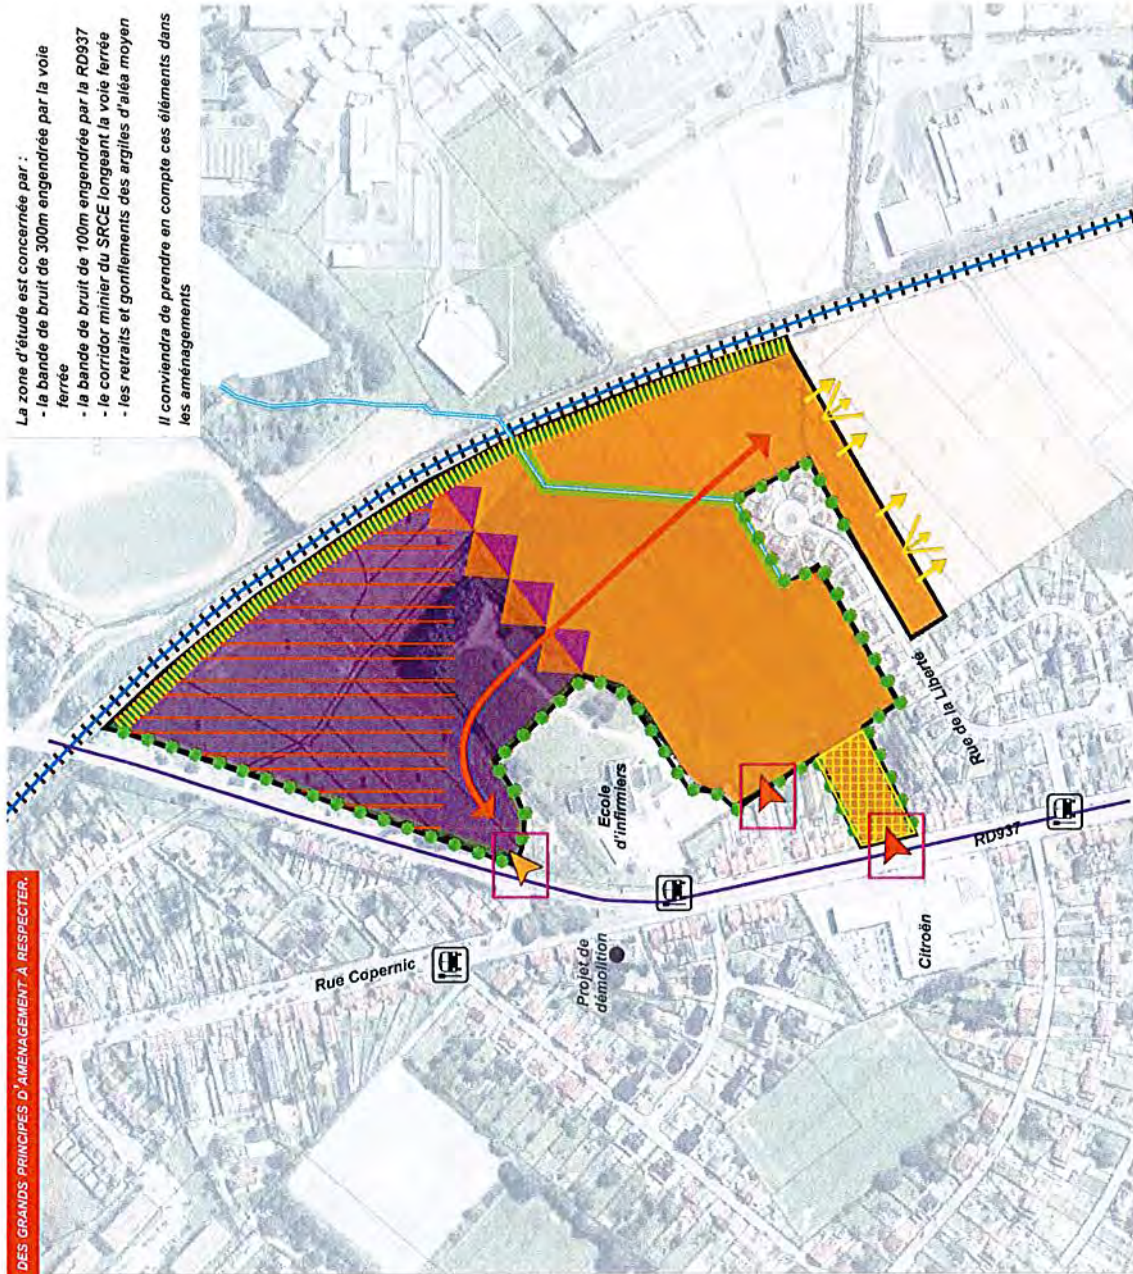 DES GRANDS PRINCIPES D'AMÉNAGEMENT À RESPECTER.
La zone d'étude est concernée par :
- la bande de bruit de 300m engendrée par la voie
ferrée
- la bande de bruit de 100m engendrée par la RD937
- le corridor minier du SRCE longeant la voie ferrée
- les retraits et gonflements des argiles d'aléa moyen
Il conviendra de prendre en compte ces éléments dans
les aménagements
Rue Copernic
Projet de
démolition
Ecole
d'infirmiers
Citroën
RD937
Rue de la Liberté